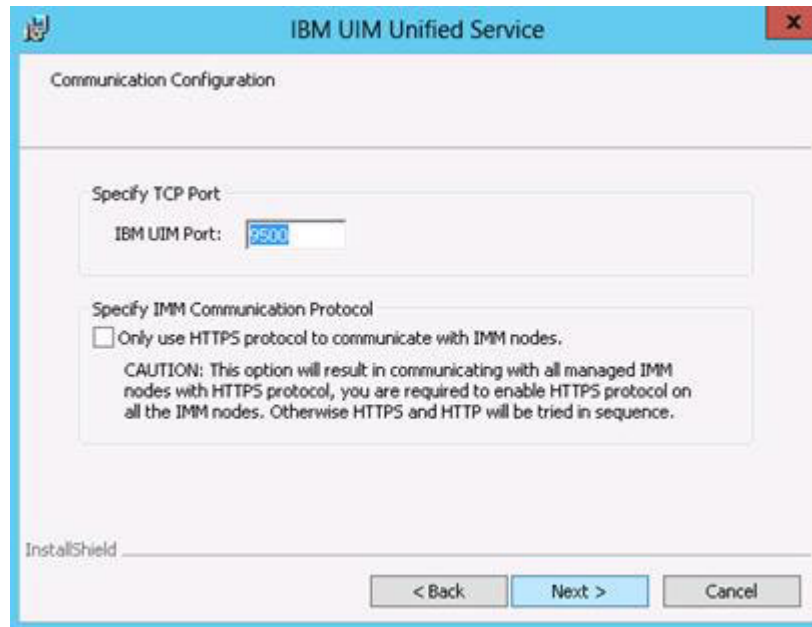 IBM UIM Unified Service
x
Communication Configuration
Specify TCP Port
IBM UIM Port: 9500
Specify IMM Communication Protocol
Only use HTTPS protocol to communicate with IMM nodes.
CAUTION: This option will result in communicating with all managed IMM
nodes with HTTPS protocol, you are required to enable HTTPS protocol on
all the IMM nodes. Otherwise HTTPS and HTTP will be tried in sequence.
InstallShield
< Back Next > Cancel